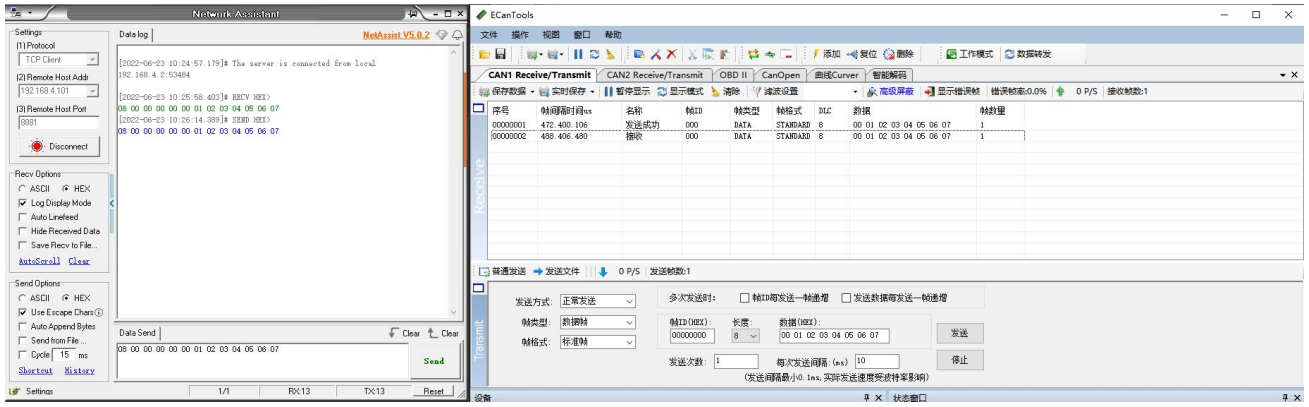 Network Assistant
Settings
(1) Protocol
TCP Client
(2) Remote Host Addr
192.168.4.101
(3) Remote Host Port
8881
Disconnect
Recv Options
ASCII HEX
Log Display Mode
Auto Linefeed
Hide Received Data
Save Recv to File...
AutoScroll Clear
Send Options
ASCII HEX
Use Escape Chars
Auto Append Bytes
Send from File ...
Cycle 15 ms
Shortcut History
Data log
NetAssist V5.0.2
[2022-06-23 10:24:57.179]# The server is connected from local
192.168.4.2:53484
[2022-06-23 10:25:58.403]# RECV HEX>
08 00 00 00 00 00 01 02 03 04 05 06 07
[2022-06-23 10:26:14.389]# SEND HEX>
08 00 00 00 00 00 01 02 03 04 05 06 07
Data Send
Clear Clear
08 00 00 00 00 00 01 02 03 04 05 06 07
Send
Settings
1/1 RX:13 TX:13 Reset
ECanTools
文件 操作 视图 窗口 帮助
添加 复位 删除 工作模式 数据转发
CAN1 Receive/Transmit CAN2 Receive/Transmit OBD II CanOpen 曲线Curver 智能解码
保存数据 实时保存 暂停显示 显示模式 清除 滤波设置 高级屏蔽 显示错误帧 错误帧率:0.0% 0 P/S 接收帧数:1
序号 帧间隔时间us 名称 帧ID 帧类型 帧格式 DLC 数据 帧数量
00000001 472.400.106 发送成功 000 DATA STANDARD 8 00 01 02 03 04 05 06 07 1
00000002 488.406.480 接收 000 DATA STANDARD 8 00 01 02 03 04 05 06 07 1
Receive
普通发送 发送文件 0 P/S 发送帧数:1
发送方式: 正常发送
多次发送时: 帧ID每发送一帧递增 发送数据每发送一帧递增
帧类型: 数据帧
帧ID(HEX): 长度: 数据(HEX):
00000000 8 00 01 02 03 04 05 06 07 发送
帧格式: 标准帧
发送次数: 1 每次发送间隔:(ms) 10 停止
(发送间隔最小0.1ms,实际发送速度受波特率影响)
Transmit
设备
状态窗口